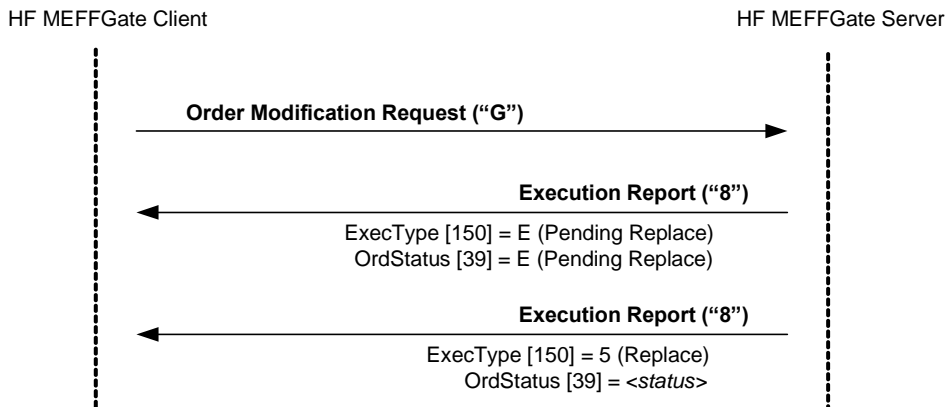 HF MEFFGate Client
HF MEFFGate Server
Order Modification Request (“G”)
Execution Report (“8”)
ExecType [150] = E (Pending Replace)
OrdStatus [39] = E (Pending Replace)
Execution Report (“8”)
ExecType [150] = 5 (Replace)
OrdStatus [39] = <status>